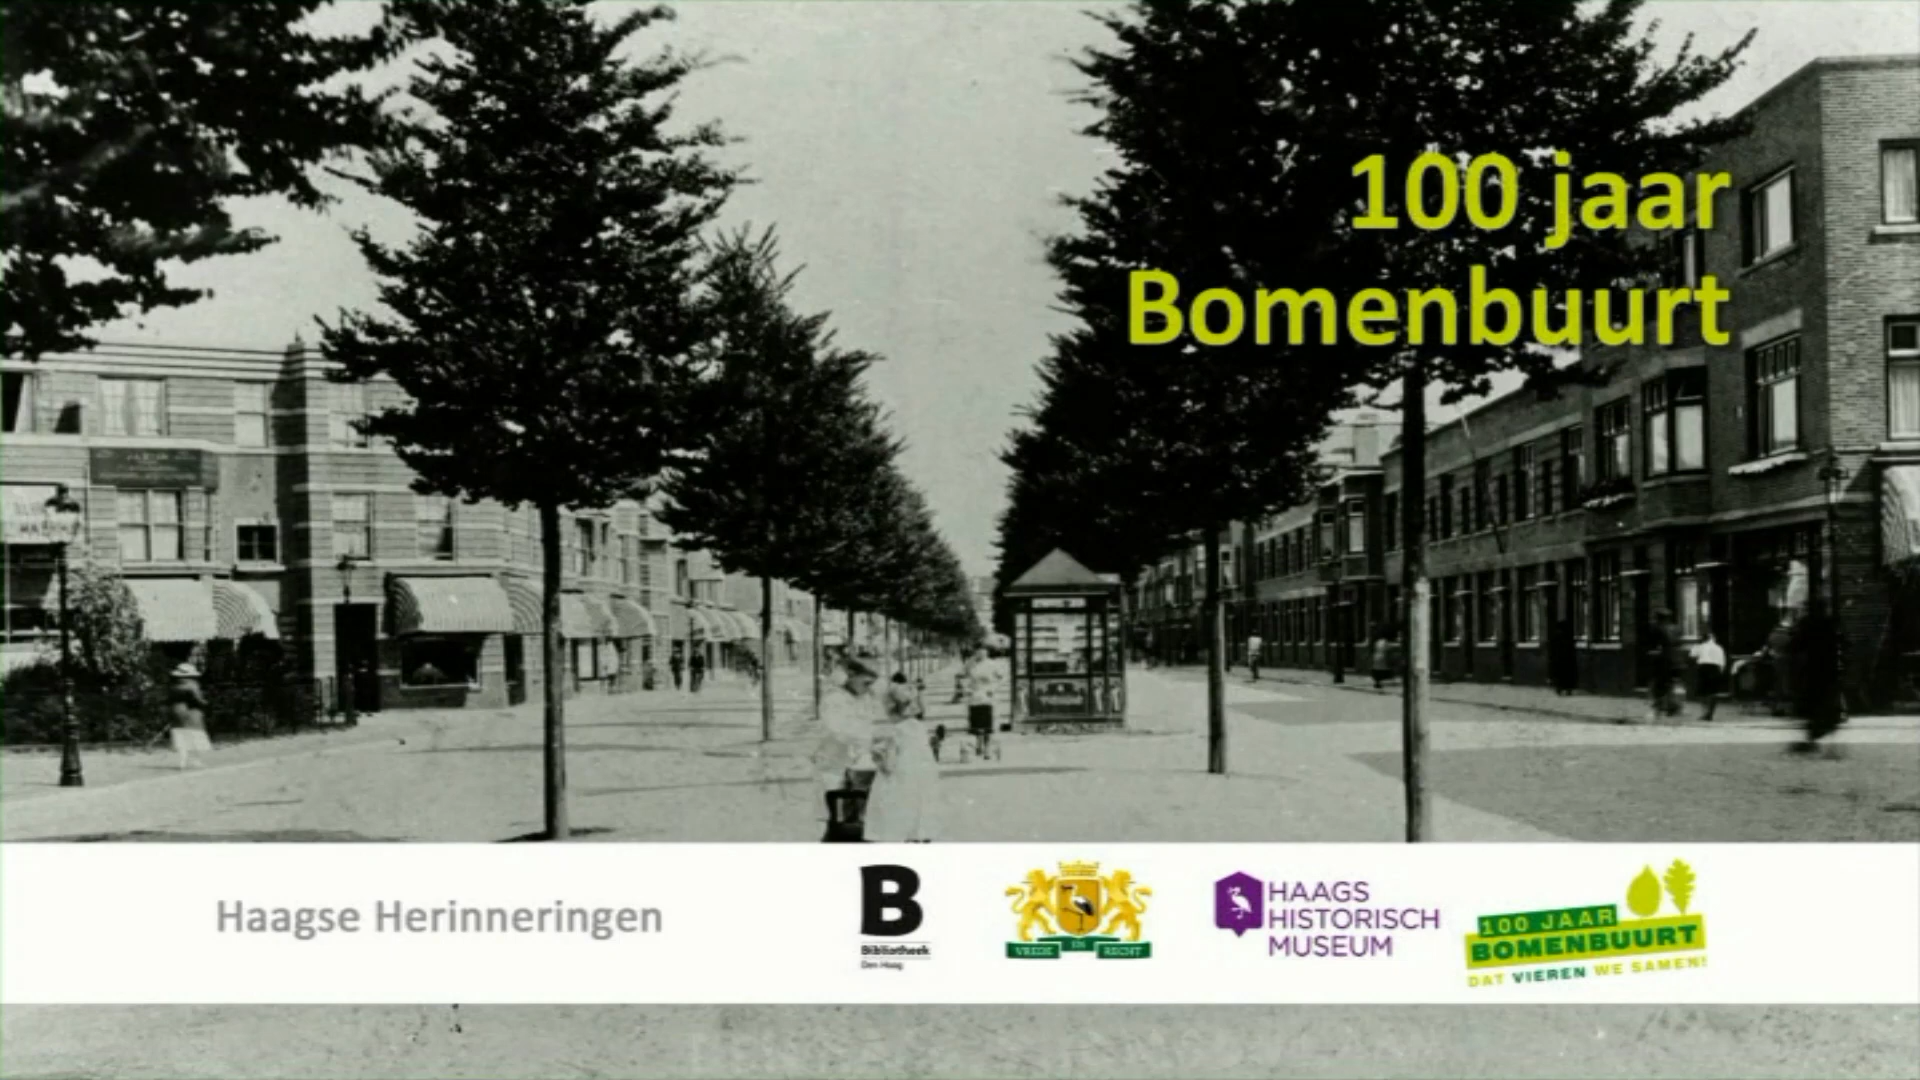 100 jaar
Bomenbuurt
Haagse Herinneringen
B
Bibliotheek
Den Haag
VREDE EN RECHT
HAAGS
HISTORISCH
MUSEUM
100 JAAR
BOMENBUURT
DAT VIEREN WE SAMEN!